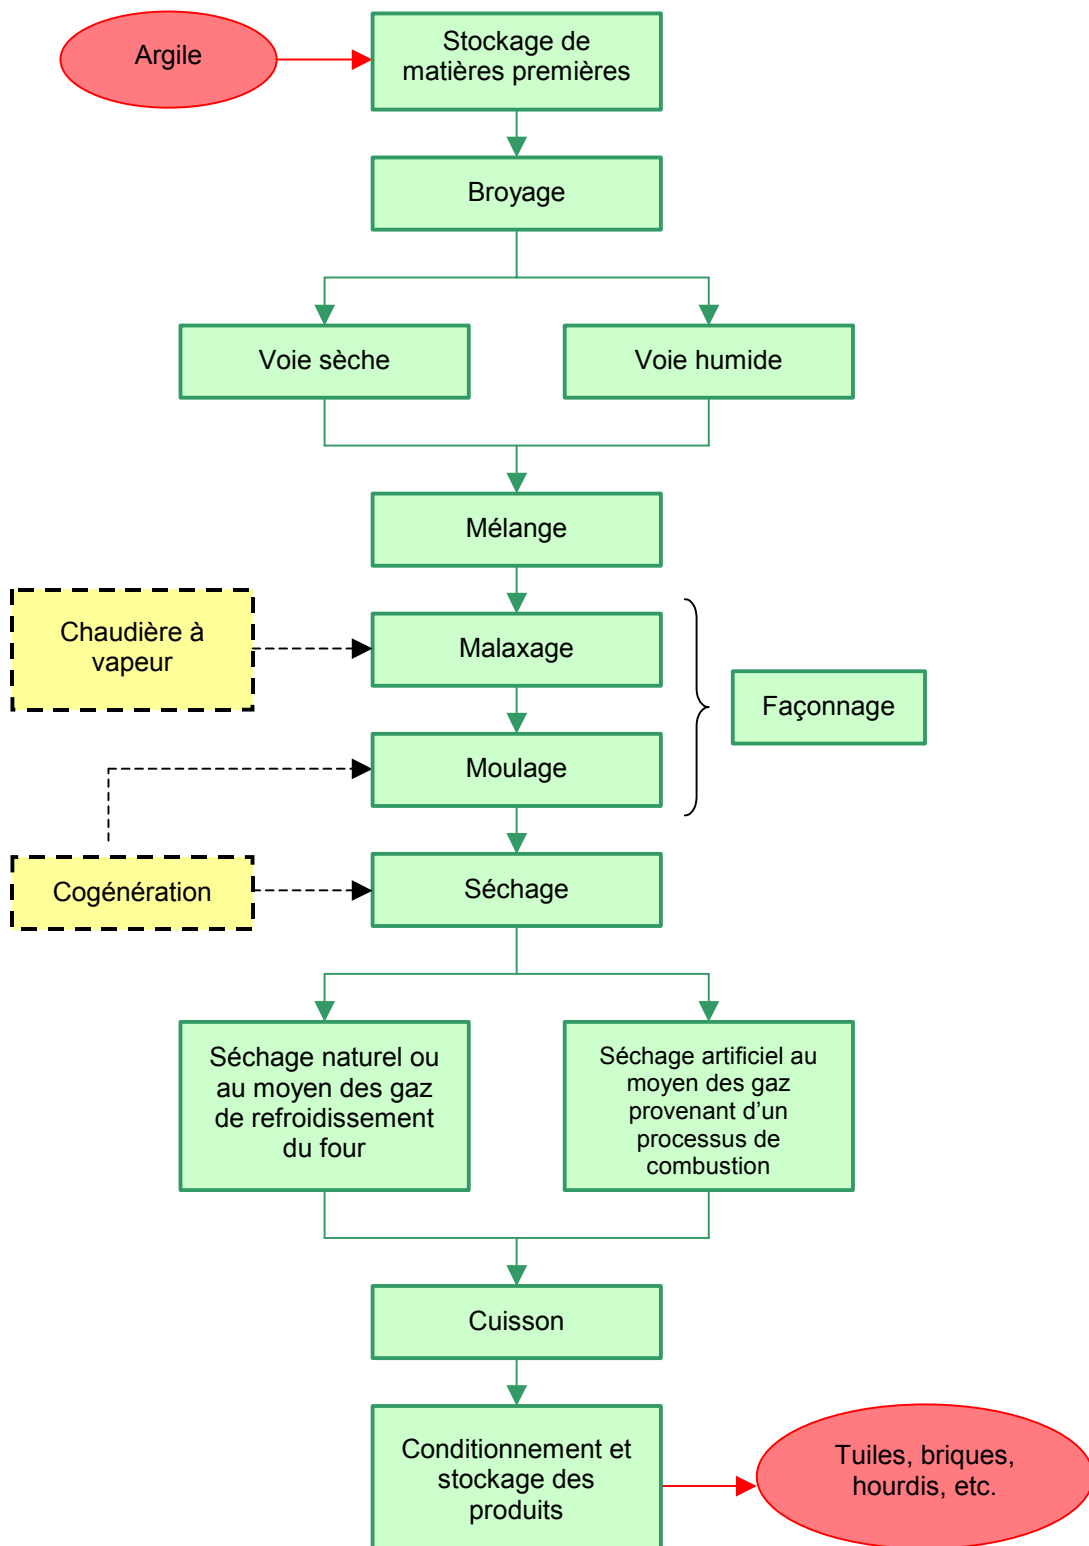 Argile
Stockage de
matières premières
Broyage
Voie sèche
Voie humide
Mélange
Chaudière à
vapeur
Malaxage
Façonnage
Moulage
Cogénération
Séchage
Séchage naturel ou
au moyen des gaz
de refroidissement
du four
Séchage artificiel au
moyen des gaz
provenant d’un
processus de
combustion
Cuisson
Conditionnement et
stockage des
produits
Tuiles, briques,
hourdis, etc.